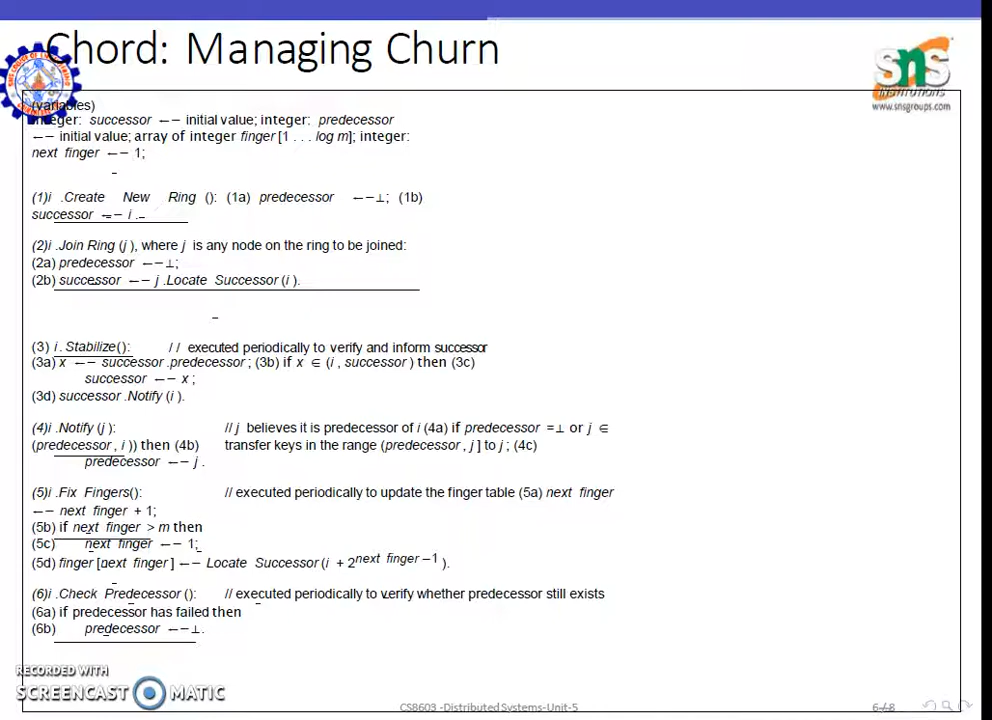 Chord: Managing Churn
sns
Institutions
www.snsgroups.com
(variables)
integer: successor ←− initial value; integer: predecessor
←− initial value; array of integer finger [1 . . . log m]; integer:
next finger ←− 1;
(1)i .Create New Ring (): (1a) predecessor ←−⊥; (1b)
successor ←− i .
(2)i .Join Ring (j ), where j is any node on the ring to be joined:
(2a) predecessor ←−⊥;
(2b) successor ←− j .Locate Successor (i ).
(3) i . Stabilize(): // executed periodically to verify and inform successor
(3a) x ←− successor .predecessor ; (3b) if x ∈ (i , successor ) then (3c)
successor ←− x ;
(3d) successor .Notify (i ).
(4)i .Notify (j ): // j believes it is predecessor of i (4a) if predecessor =⊥ or j ∈
(predecessor , i )) then (4b) transfer keys in the range (predecessor , j ] to j ; (4c)
predecessor ←− j .
(5)i .Fix Fingers(): // executed periodically to update the finger table (5a) next finger
←− next finger + 1;
(5b) if next finger > m then
(5c) next finger ←− 1;
(5d) finger [next finger ] ←− Locate Successor (i + 2^next finger −1 ).
(6)i .Check Predecessor (): // executed periodically to verify whether predecessor still exists
(6a) if predecessor has failed then
(6b) predecessor ←−⊥.
RECORDED WITH
SCREENCAST MATIC
CS8603 -Distributed Systems-Unit-5